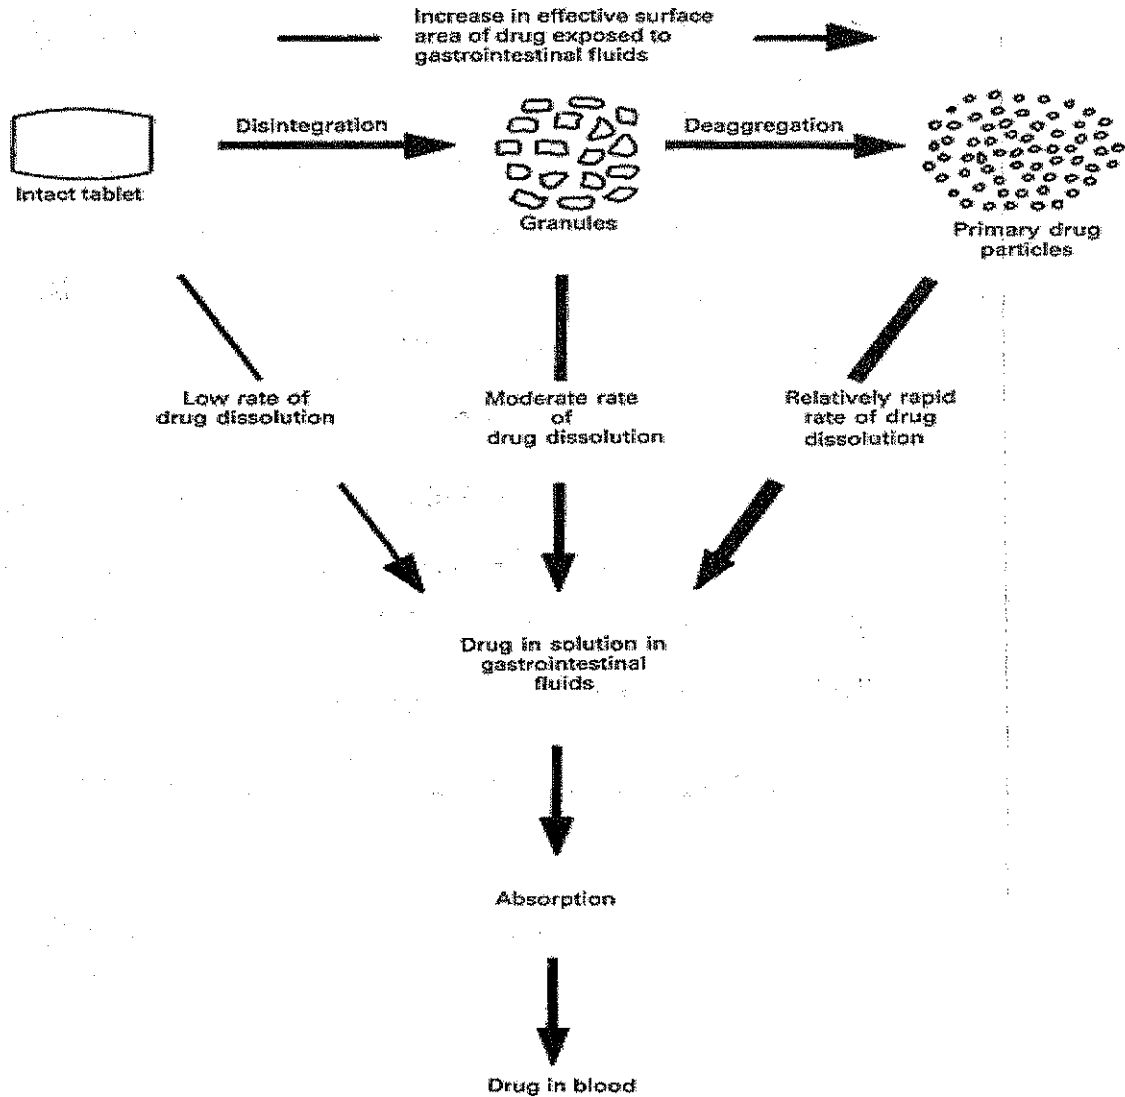 Increase in effective surface
area of drug exposed to
gastrointestinal fluids
Disintegration
Deaggregation
Intact tablet
Granules
Primary drug
particles
Low rate of
drug dissolution
Moderate rate
of
drug dissolution
Relatively rapid
rate of drug
dissolution
Drug in solution in
gastrointestinal
fluids
Absorption
Drug in blood